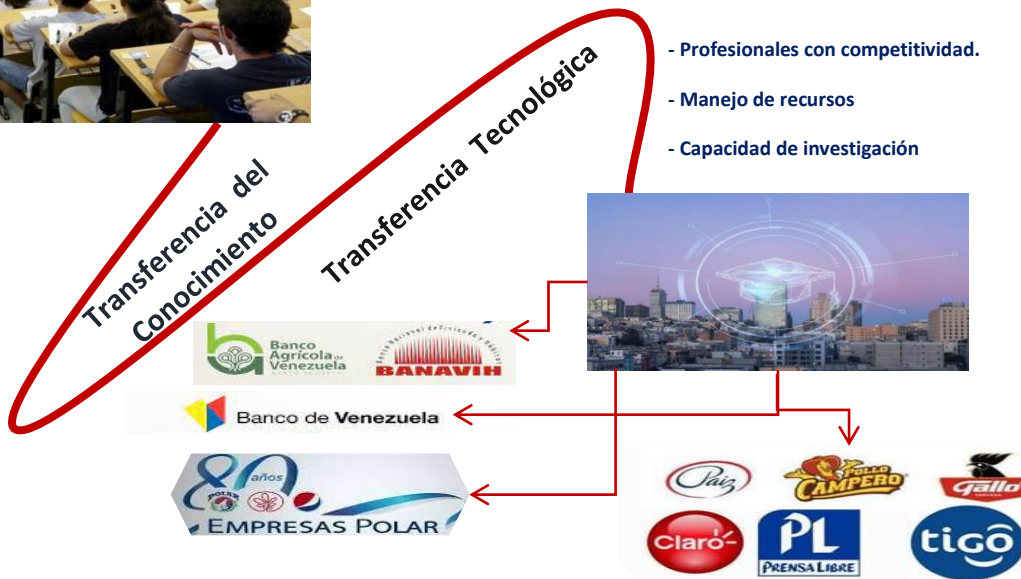 - Profesionales con competitividad.
- Manejo de recursos
- Capacidad de investigación
Transferencia del
Conocimiento
Transferencia Tecnológica
Banco
Agrícola de
Venezuela
BANAVIH
Banco de Venezuela
80 años
POLAR
EMPRESAS POLAR
Paiz
POLLO
CAMPERO
Gallo
Claro
PL
PRENSA LIBRE
tigo